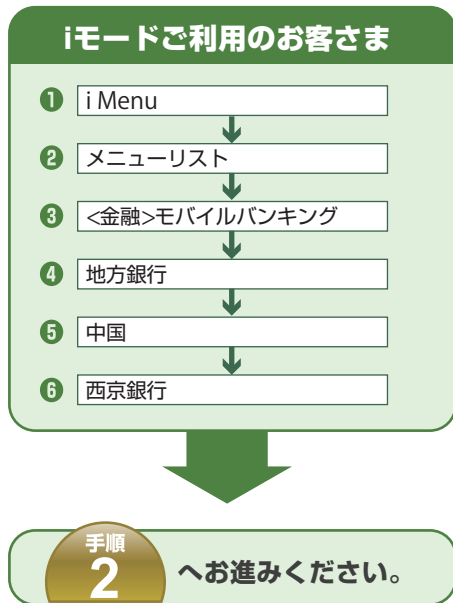 iモードご利用のお客さま
❶ i Menu
❷ メニューリスト
❸ <金融>モバイルバンキング
❹ 地方銀行
❺ 中国
❻ 西京銀行
手順
2 へお進みください。